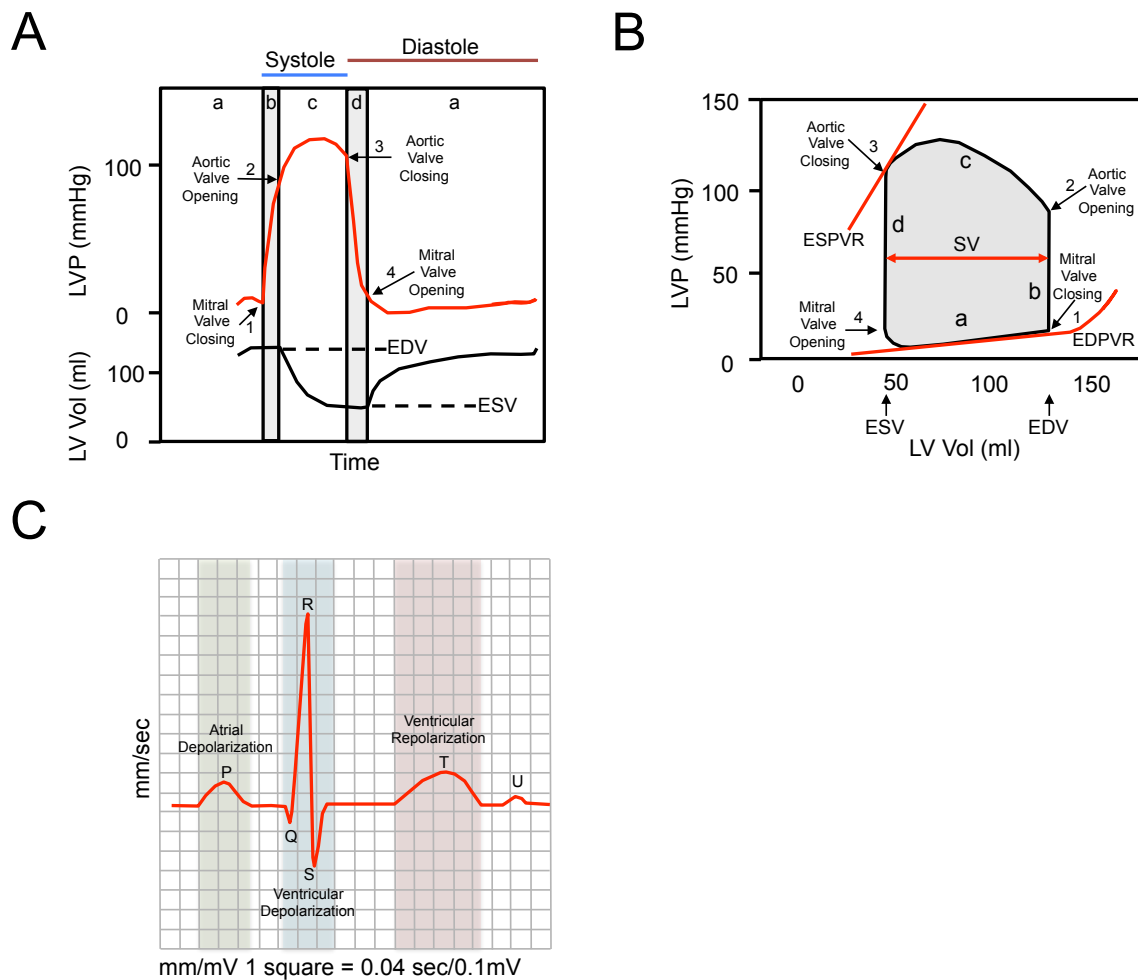 A
Systole
Diastole
a
b
c
d
a
100
0
LVP (mmHg)
Aortic
Valve
Opening
2
3
Aortic
Valve
Closing
Mitral
Valve
Closing
1
4
Mitral
Valve
Opening
100
0
LV Vol (ml)
EDV
ESV
Time
B
150
100
50
0
LVP (mmHg)
Aortic
Valve
Closing
3
c
2
Aortic
Valve
Opening
ESPVR
d
SV
b
Mitral
Valve
Closing
1
Mitral
Valve
Opening
4
a
EDPVR
0
50
100
150
ESV
EDV
LV Vol (ml)
C
mm/sec
Atrial
Depolarization
P
R
Q
S
Ventricular
Depolarization
Ventricular
Repolarization
T
U
mm/mV 1 square = 0.04 sec/0.1mV